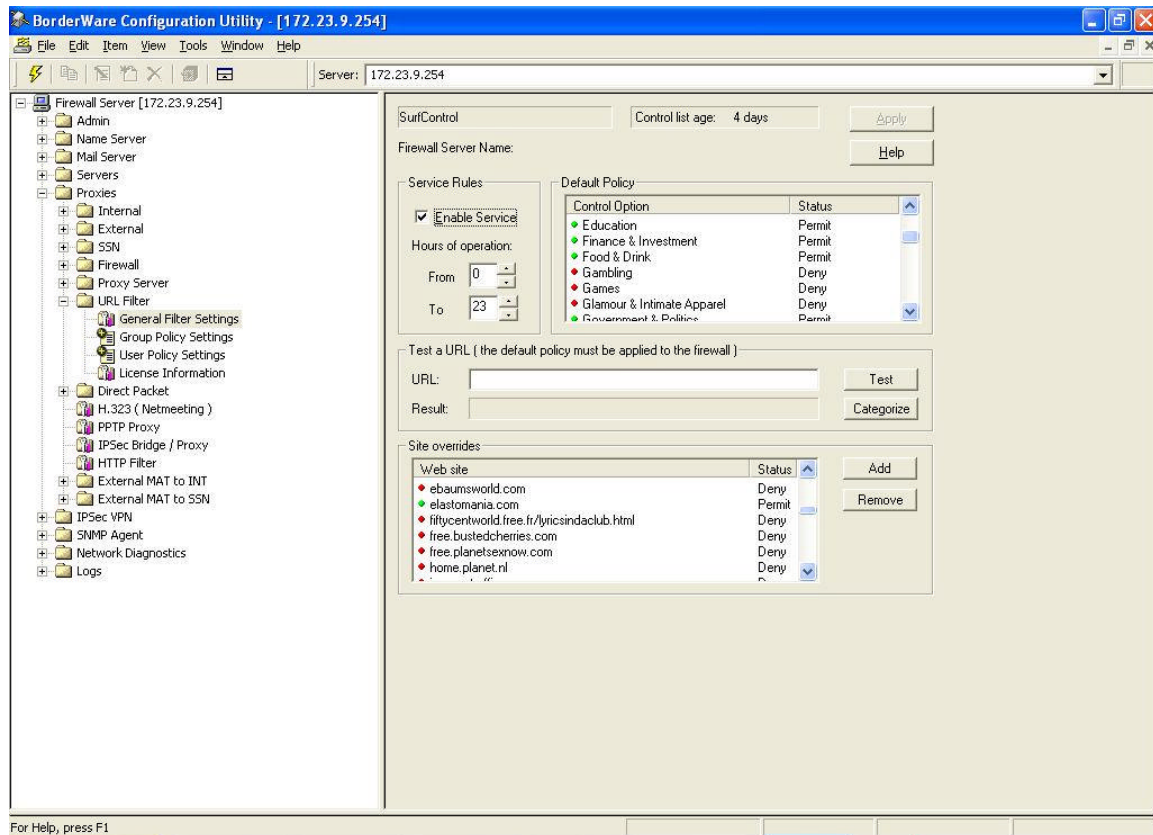 BorderWare Configuration Utility - [172.23.9.254]
File Edit Item View Tools Window Help
Server: 172.23.9.254
Firewall Server [172.23.9.254]
Admin
Name Server
Mail Server
Servers
Proxies
Internal
External
SSN
Firewall
Proxy Server
URL Filter
General Filter Settings
Group Policy Settings
User Policy Settings
License Information
Direct Packet
H.323 ( Netmeeting )
PPTP Proxy
IPSec Bridge / Proxy
HTTP Filter
External MAT to INT
External MAT to SSN
IPSec VPN
SNMP Agent
Network Diagnostics
Logs
SurfControl
Control list age: 4 days
Apply
Firewall Server Name:
Help
Service Rules
Enable Service
Hours of operation:
From 0
To 23
Default Policy
Control Option Status
Education Permit
Finance & Investment Permit
Food & Drink Permit
Gambling Deny
Games Deny
Glamour & Intimate Apparel Deny
Government & Politics Permit
Test a URL ( the default policy must be applied to the firewall )
URL: Test
Result: Categorize
Site overrides
Web site Status
Add
Remove
ebaumsworld.com Deny
elastomania.com Permit
fiftycentworld.free.fr/lyricsindaclub.html Deny
free.bustedcherries.com Deny
free.planetsexnow.com Deny
home.planet.nl Deny
For Help, press F1